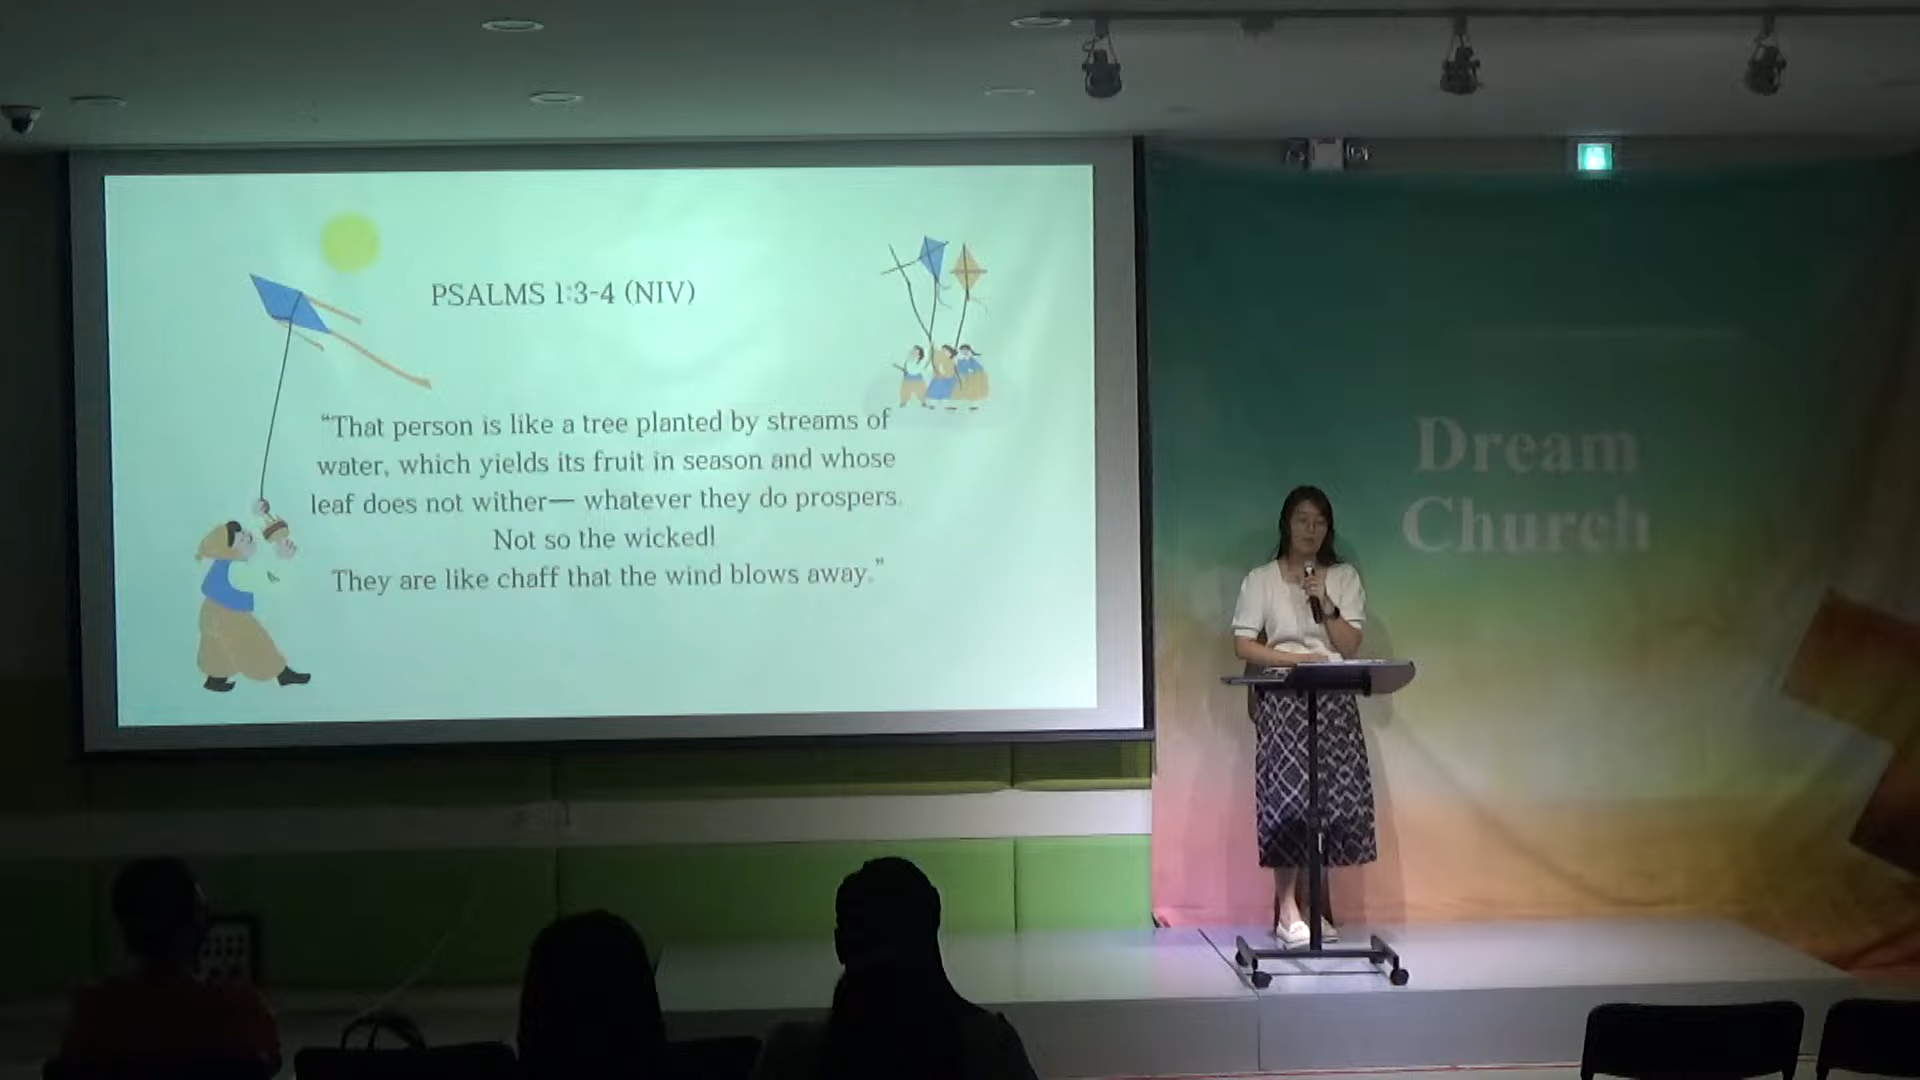 PSALMS 1:3-4 (NIV)
“That person is like a tree planted by streams of
water, which yields its fruit in season and whose
leaf does not wither— whatever they do prospers.
Not so the wicked!
They are like chaff that the wind blows away.”
Dream
Church